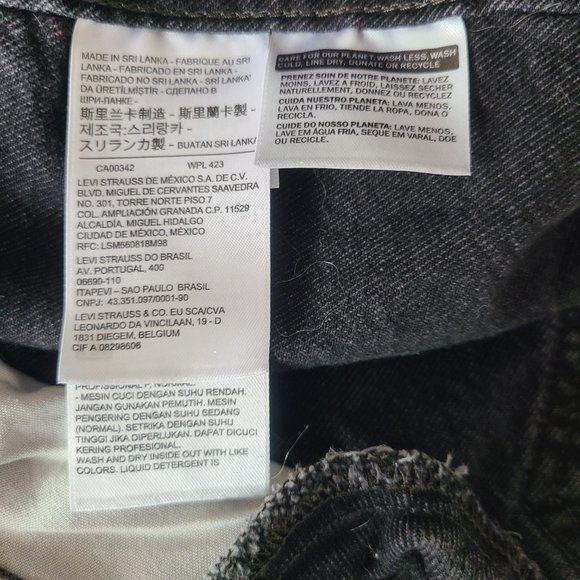 MADE IN SRI LANKA - FABRIQUE AU SRI
LANKA - FABRICADO EN SRI LANKA -
FABRICADO NO SRI LANKA - SRI LANKA'
DA ÜRETİLMİŞTİR - СДЕЛАНО В
ШРИ-ЛАНКЕ -
斯里兰卡制造 - 斯里蘭卡製 -
제조국:스리랑카 -
スリランカ製 - BUATAN SRI LANKA
CA00342 WPL 423
LEVI STRAUSS DE MÉXICO S.A. DE C.V.
BLVD. MIGUEL DE CERVANTES SAAVEDRA
NO. 301, TORRE NORTE PISO 7
COL. AMPLIACIÓN GRANADA C.P. 11529
ALCALDÍA. MIGUEL HIDALGO
CIUDAD DE MÉXICO, MÉXICO
RFC: LSM660818M98
LEVI STRAUSS DO BRASIL
AV. PORTUGAL, 400
06690-110
ITAPEVI – SAO PAULO BRASIL
CNPJ: 43.351.097/0001-90
LEVI STRAUSS & CO. EU SCA/CVA
LEONARDO DA VINCILAAN, 19 - D
1831 DIEGEM, BELGIUM
CIF A 08298606
PROFISSIONAL P, NORMAL.
- MESIN CUCI DENGAN SUHU RENDAH.
JANGAN GUNAKAN PEMUTIH. MESIN
PENGERING DENGAN SUHU SEDANG
(NORMAL). SETRIKA DENGAN SUHU
TINGGI JIKA DIPERLUKAN. DAPAT DICUCI
KERING PROFESSIONAL.
WASH AND DRY INSIDE OUT WITH LIKE
COLORS. LIQUID DETERGENT IS
CARE FOR OUR PLANET: WASH LESS, WASH
COLD, LINE DRY, DONATE OR RECYCLE
PRENEZ SOIN DE NOTRE PLANETE: LAVEZ
MOINS, LAVEZ A FROID, LAISSEZ SECHER
NATURELLEMENT, DONNEZ OU RECYCLEZ
CUIDA NUESTRO PLANETA: LAVA MENOS,
LAVA EN FRÍO, TIENDE LA ROPA, DONA O
RECICLA.
CUIDE DO NOSSO PLANETA: LAVE MENOS,
LAVE EM ÁGUA FRIA, SEQUE EM VARAL, DOE
OU RECICLE.